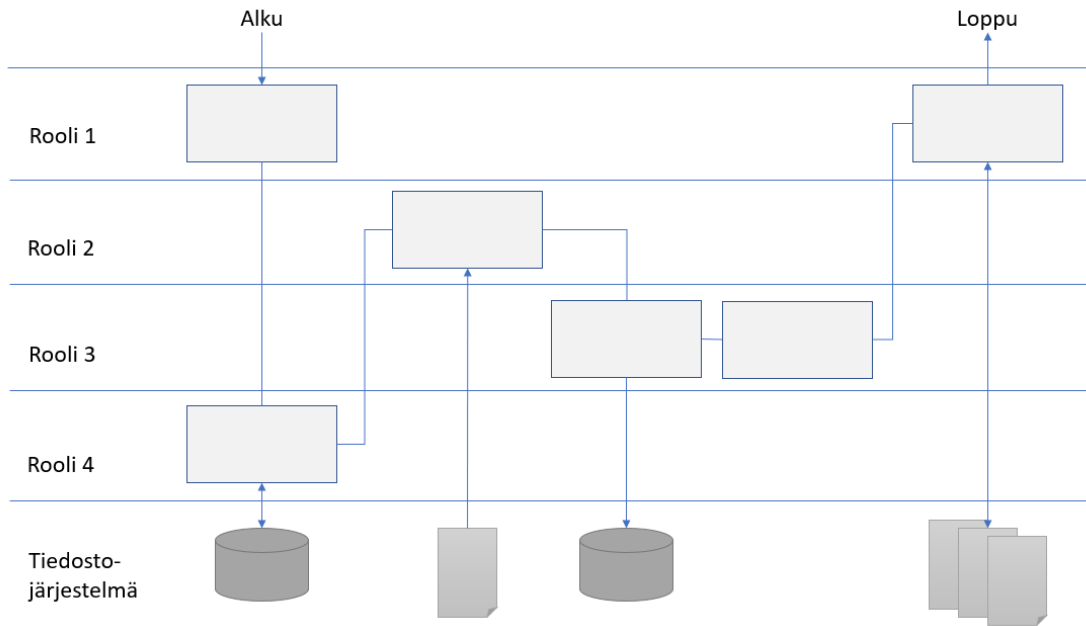 Alku
Loppu
Rooli 1
Rooli 2
Rooli 3
Rooli 4
Tiedosto-
järjestelmä